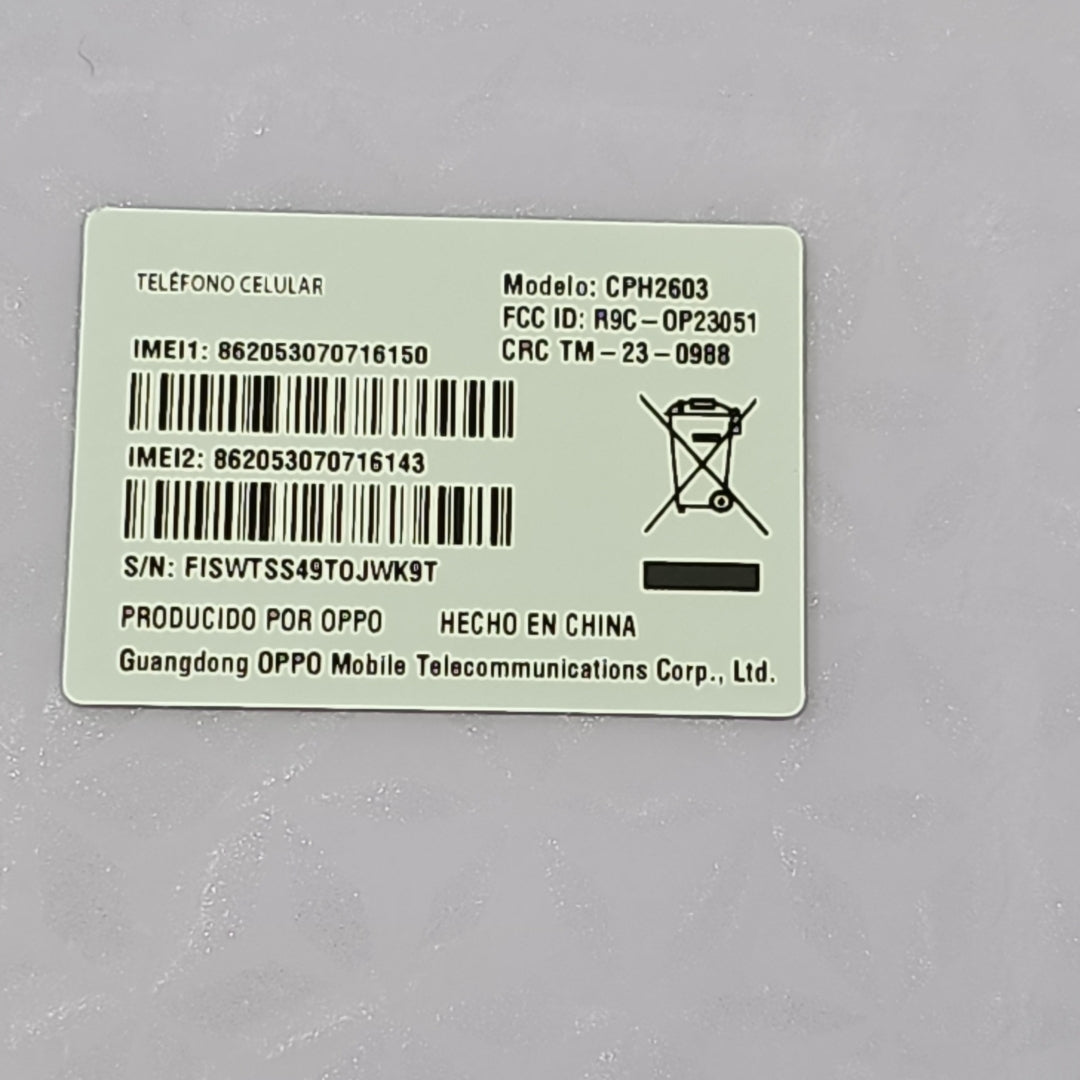 TELÉFONO CELULAR
Modelo: CPH2603
FCC ID: R9C-OP23051
CRC TM-23-0988
IMEI1: 862053070716150
IMEI2: 862053070716143
S/N: FISWTSS49TOJWK9T
PRODUCIDO POR OPPO HECHO EN CHINA
Guangdong OPPO Mobile Telecommunications Corp., Ltd.